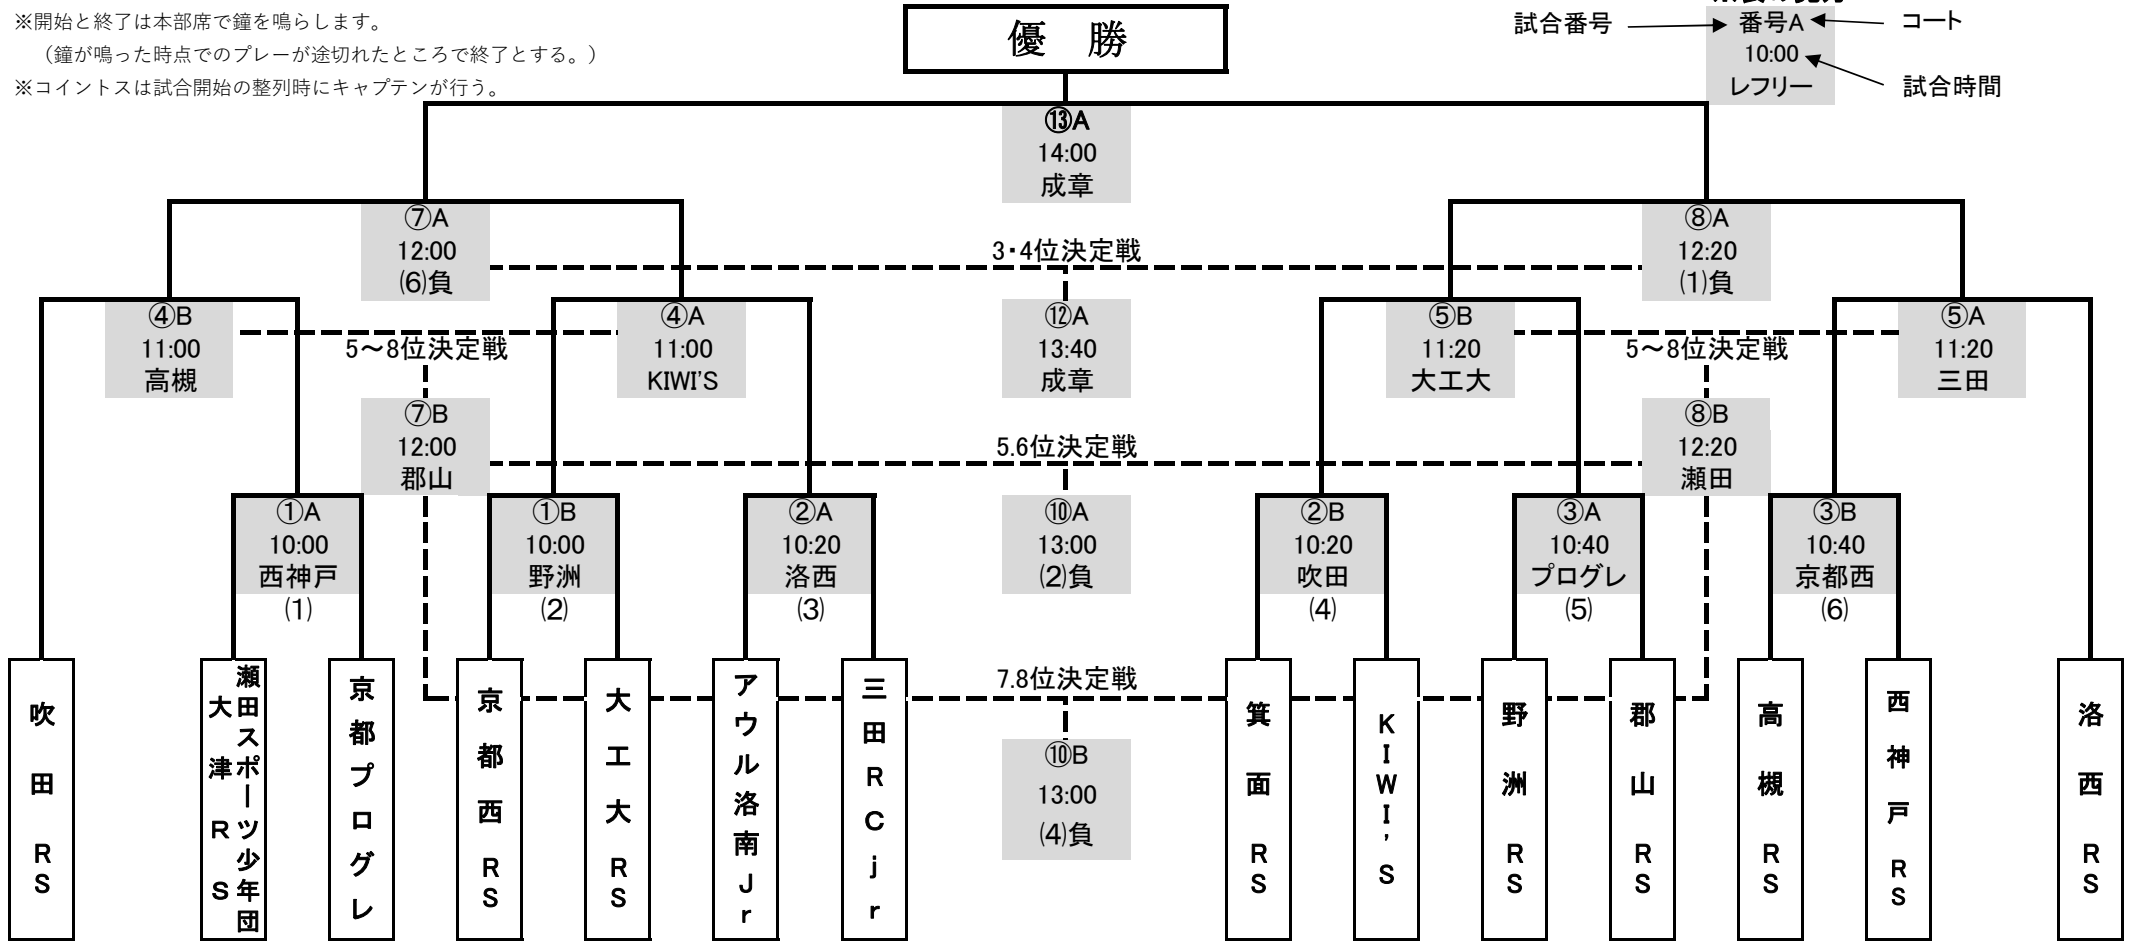 ※開始と終了は本部席で鐘を鳴らします。
（鐘が鳴った時点でのプレーが途切れたところで終了とする。）
※コイントスは試合開始の整列時にキャプテンが行う。
優　勝
試合番号
番号A
コート
10:00
試合時間
レフリー
⑬A
14:00
成章
⑦A
12:00
(6)負
⑧A
12:20
(1)負
3・4位決定戦
④B
11:00
高槻
④A
11:00
KIWI'S
⑫A
13:40
成章
⑤B
11:20
大工大
⑤A
11:20
三田
5～8位決定戦
5～8位決定戦
⑦B
12:00
郡山
⑧B
12:20
瀬田
5.6位決定戦
①A
10:00
西神戸
(1)
①B
10:00
野洲
(2)
②A
10:20
洛西
(3)
⑩A
13:00
(2)負
②B
10:20
吹田
(4)
③A
10:40
プログレ
(5)
③B
10:40
京都西
(6)
7.8位決定戦
⑩B
13:00
(4)負
吹田RS
瀬田スポーツ少年団
大津RS
京都プログレ
京都西RS
大工大RS
アウル洛南Jr
三田RCjr
箕面RS
KIWI'S
野洲RS
郡山RS
高槻RS
西神戸RS
洛西RS